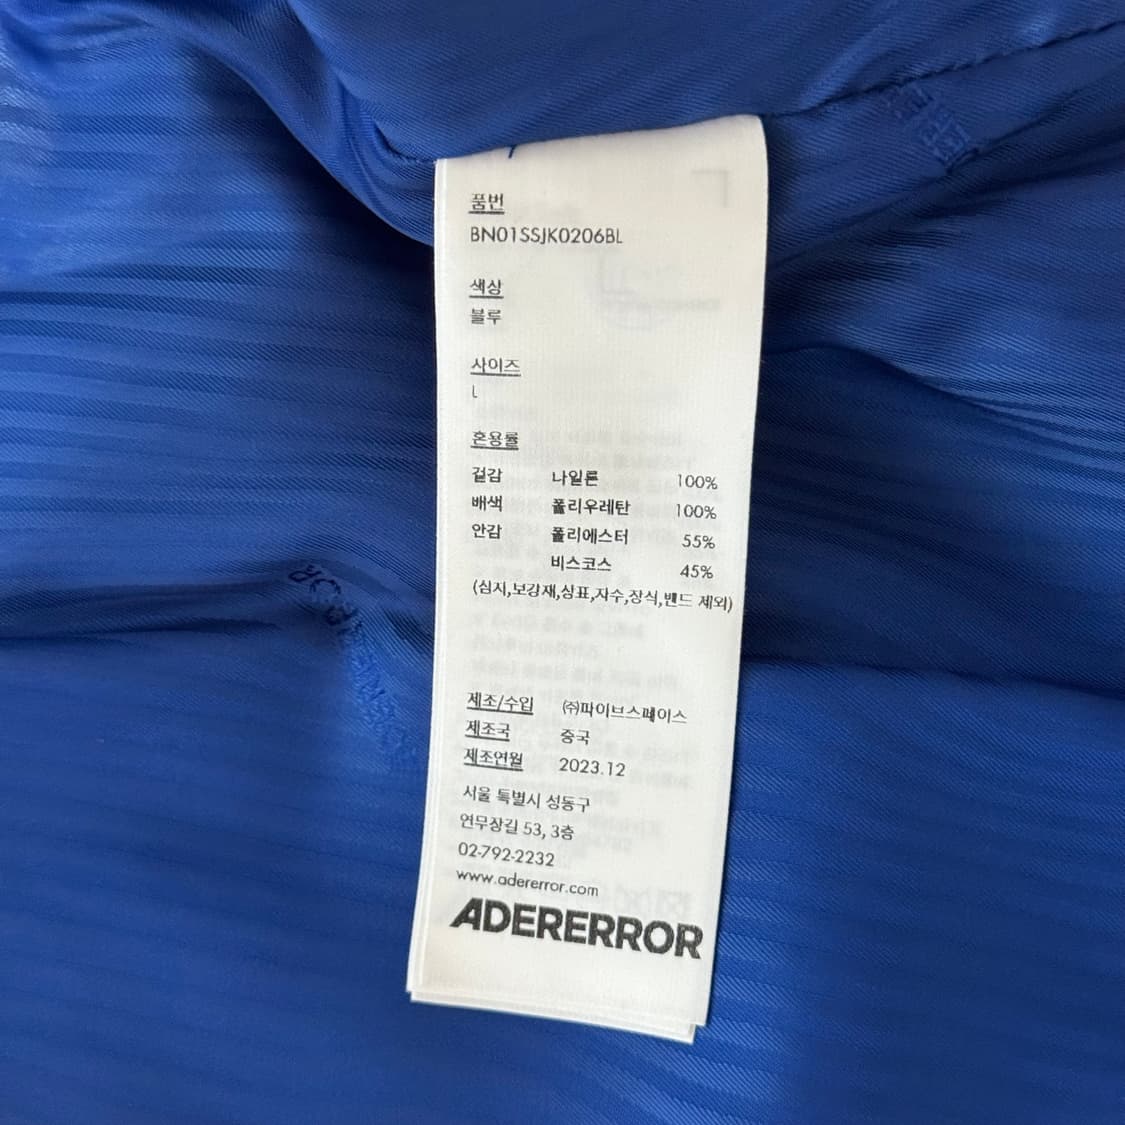 품번
BN01SSJK0206BL
색상
블루
사이즈
L
혼용률
겉감 나일론 100%
배색 폴리우레탄 100%
안감 폴리에스터 55%
비스코스 45%
(심지,보강재,상표,자수,장식,밴드 제외)
제조/수입 ㈜파이브스페이스
제조국 중국
제조연월 2023.12
서울 특별시 성동구
연무장길 53, 3층
02-792-2232
www.adererror.com
ADERERROR